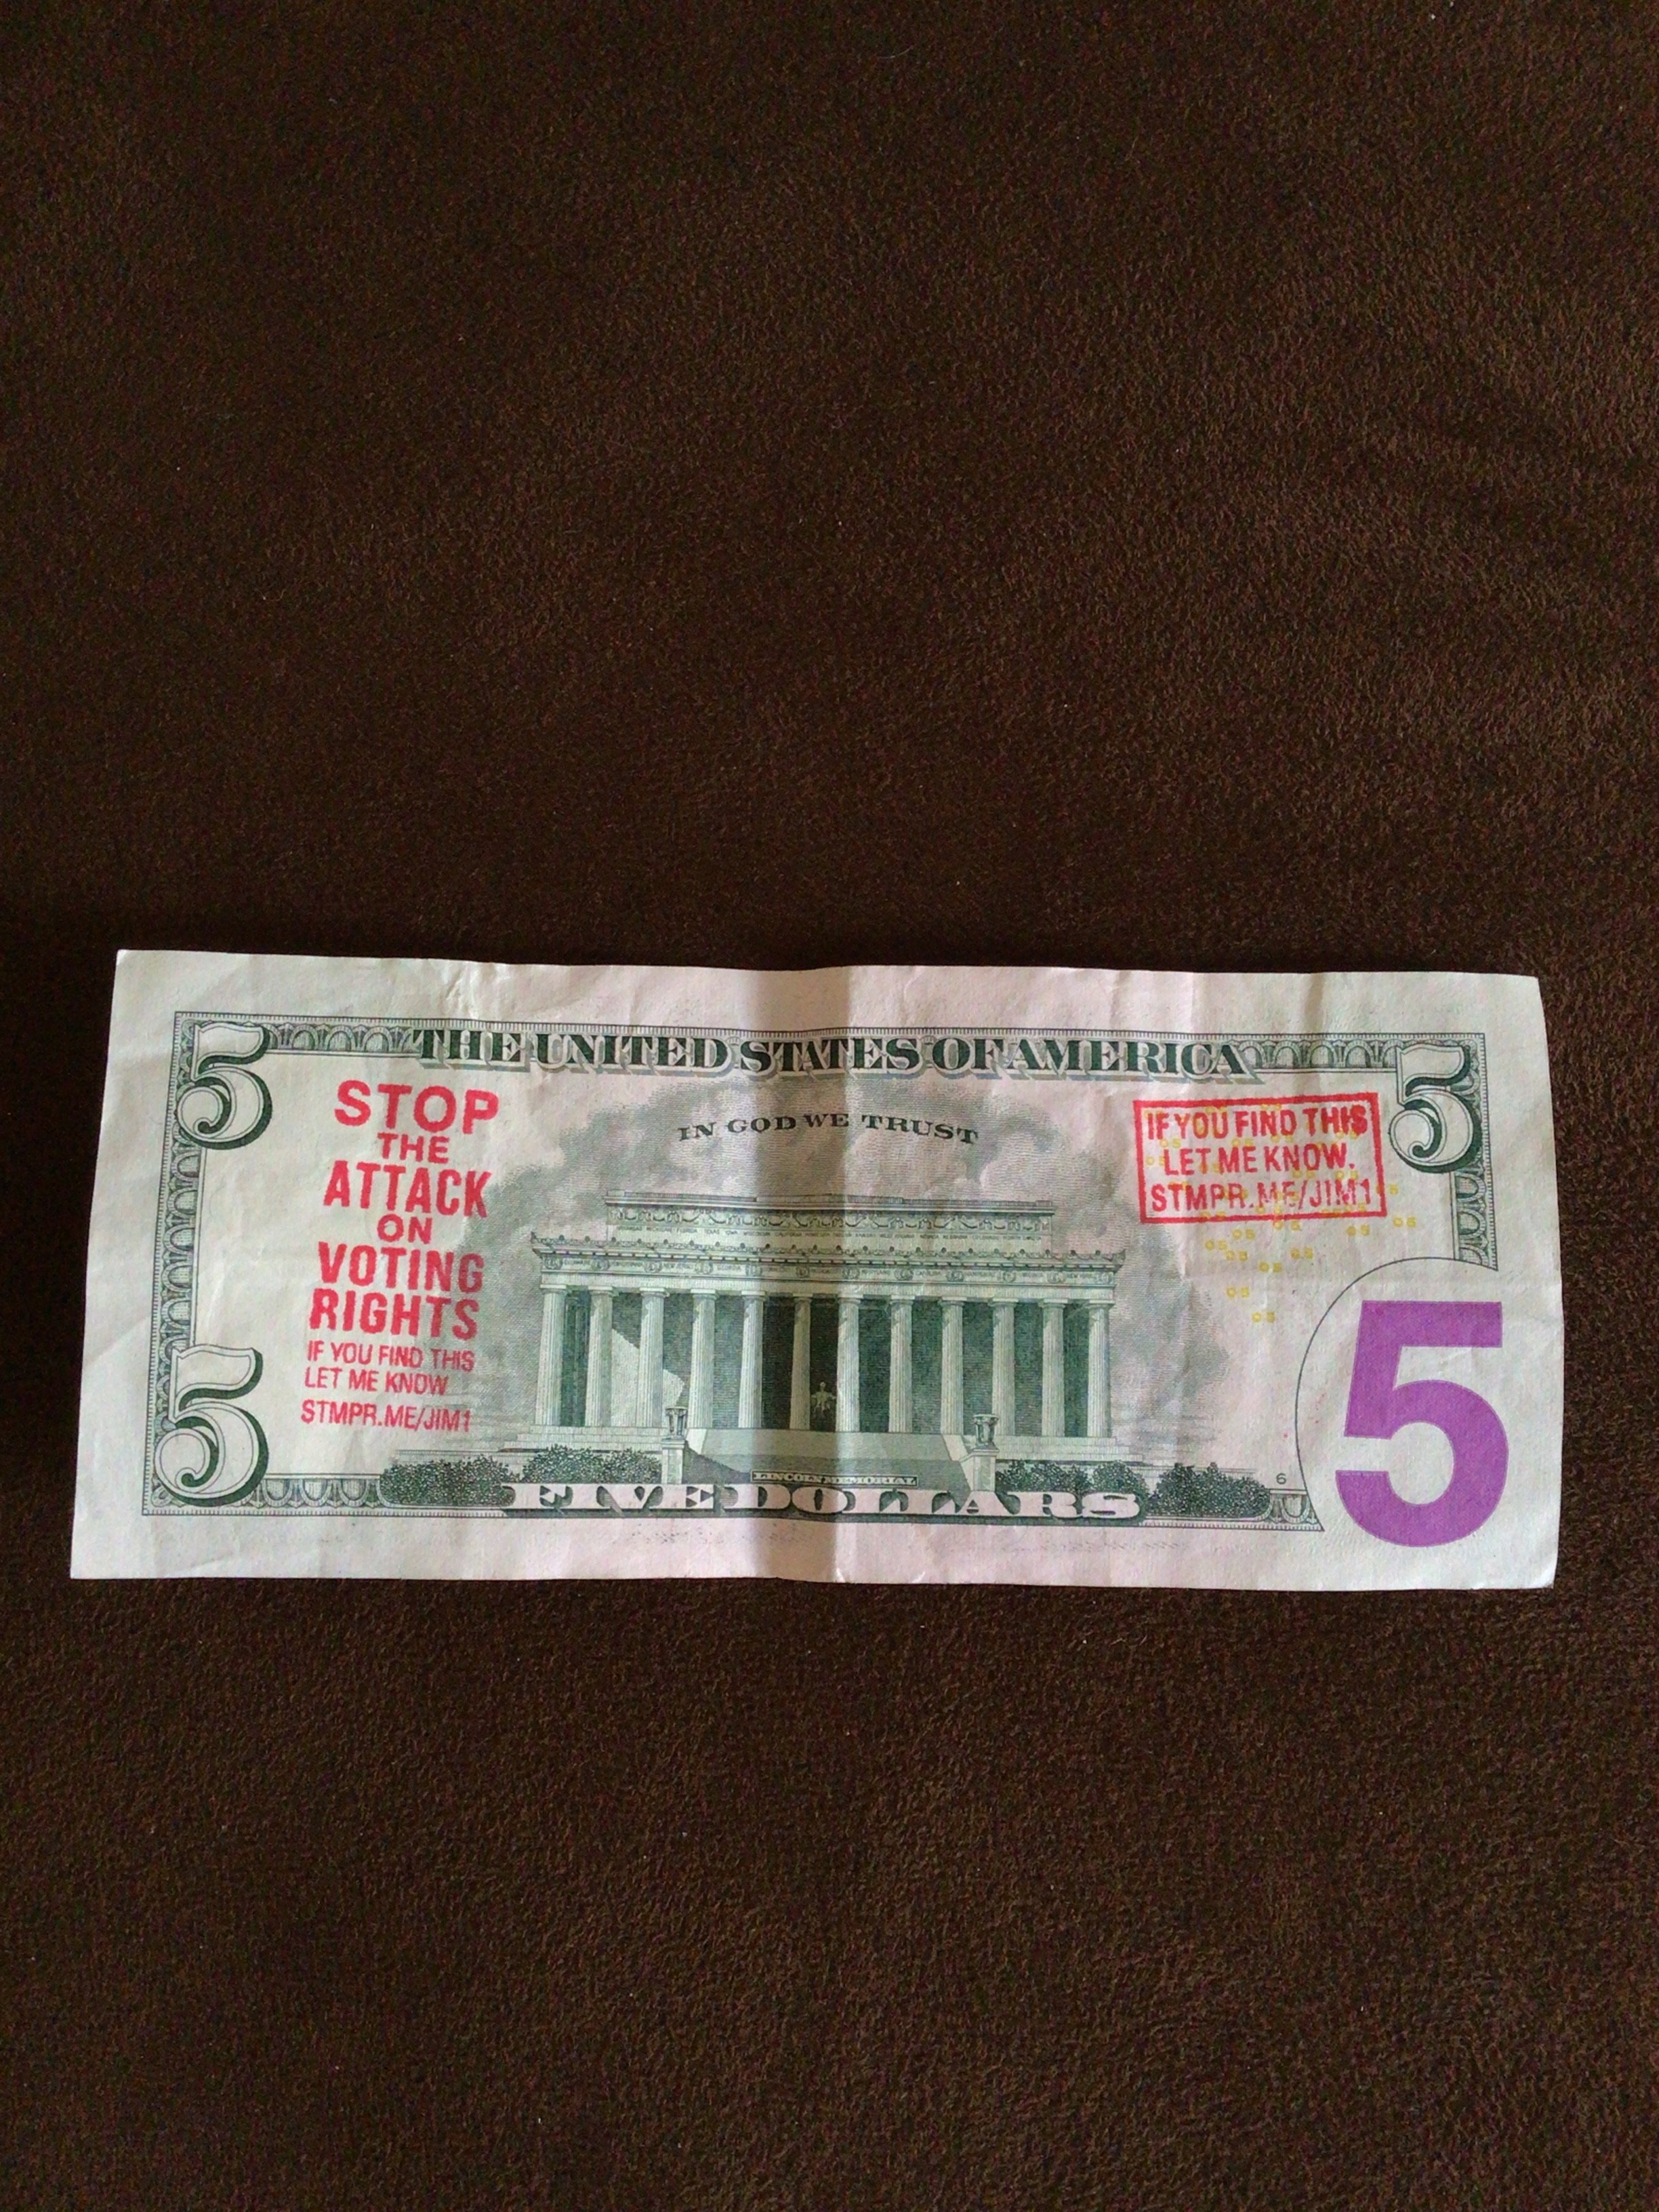 5
THE UNITED STATES OF AMERICA
5
IN GOD WE TRUST
STOP
THE
ATTACK
ON
VOTING
RIGHTS
IF YOU FIND THIS
LET ME KNOW
STMPR.ME/JIM1
IF YOU FIND THIS
LET ME KNOW.
STMPR.ME/JIM1
5
LINCOLN MEMORIAL
FIVE DOLLARS
6
5